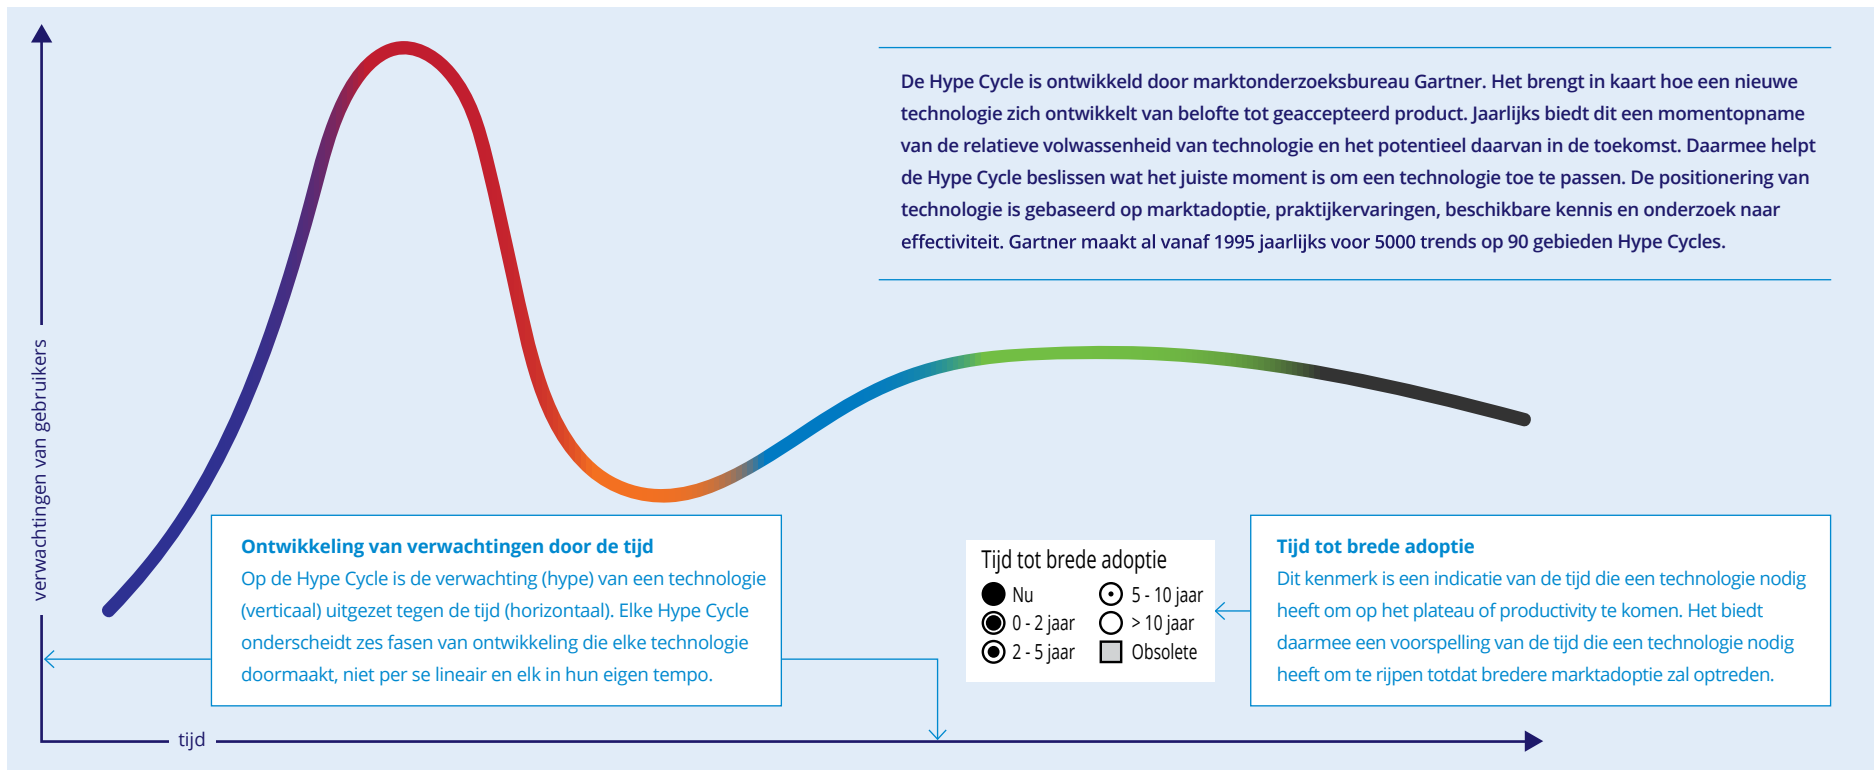 De Hype Cycle is ontwikkeld door marktonderzoeksbureau Gartner. Het brengt in kaart hoe een nieuwe
technologie zich ontwikkelt van belofte tot geaccepteerd product. Jaarlijks biedt dit een momentopname
van de relatieve volwassenheid van technologie en het potentieel daarvan in de toekomst. Daarmee helpt
de Hype Cycle beslissen wat het juiste moment is om een technologie toe te passen. De positionering van
technologie is gebaseerd op marktadoptie, praktijkervaringen, beschikbare kennis en onderzoek naar
effectiviteit. Gartner maakt al vanaf 1995 jaarlijks voor 5000 trends op 90 gebieden Hype Cycles.
verwachtingen van gebruikers
Ontwikkeling van verwachtingen door de tijd
Op de Hype Cycle is de verwachting (hype) van een technologie
(verticaal) uitgezet tegen de tijd (horizontaal). Elke Hype Cycle
onderscheidt zes fasen van ontwikkeling die elke technologie
doormaakt, niet per se lineair en elk in hun eigen tempo.
Tijd tot brede adoptie
Nu
0 - 2 jaar
2 - 5 jaar
5 - 10 jaar
> 10 jaar
Obsolete
Tijd tot brede adoptie
Dit kenmerk is een indicatie van de tijd die een technologie nodig
heeft om op het plateau of productivity te komen. Het biedt
daarmee een voorspelling van de tijd die een technologie nodig
heeft om te rijpen totdat bredere marktadoptie zal optreden.
tijd